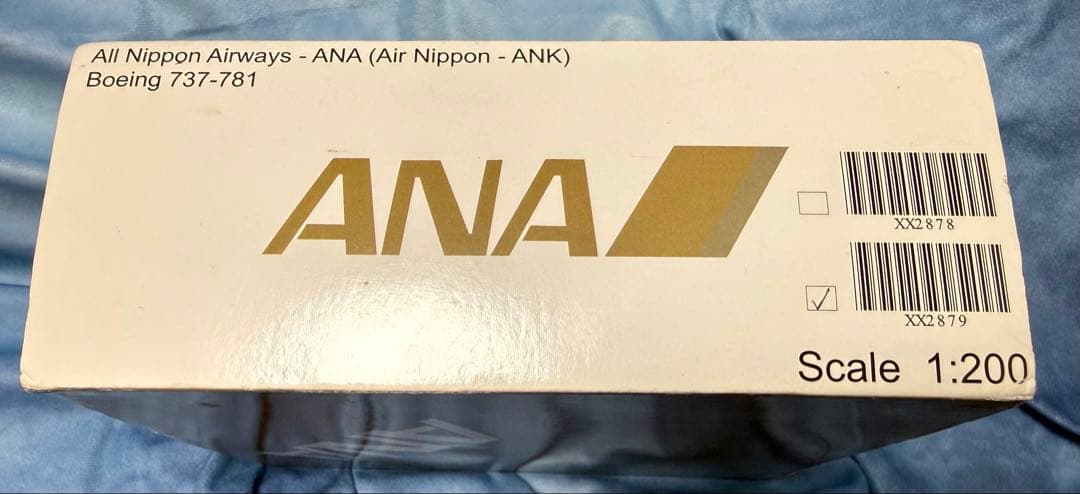 All Nippon Airways - ANA (Air Nippon - ANK)
Boeing 737-781
ANA
XX2878
XX2879
Scale 1:200